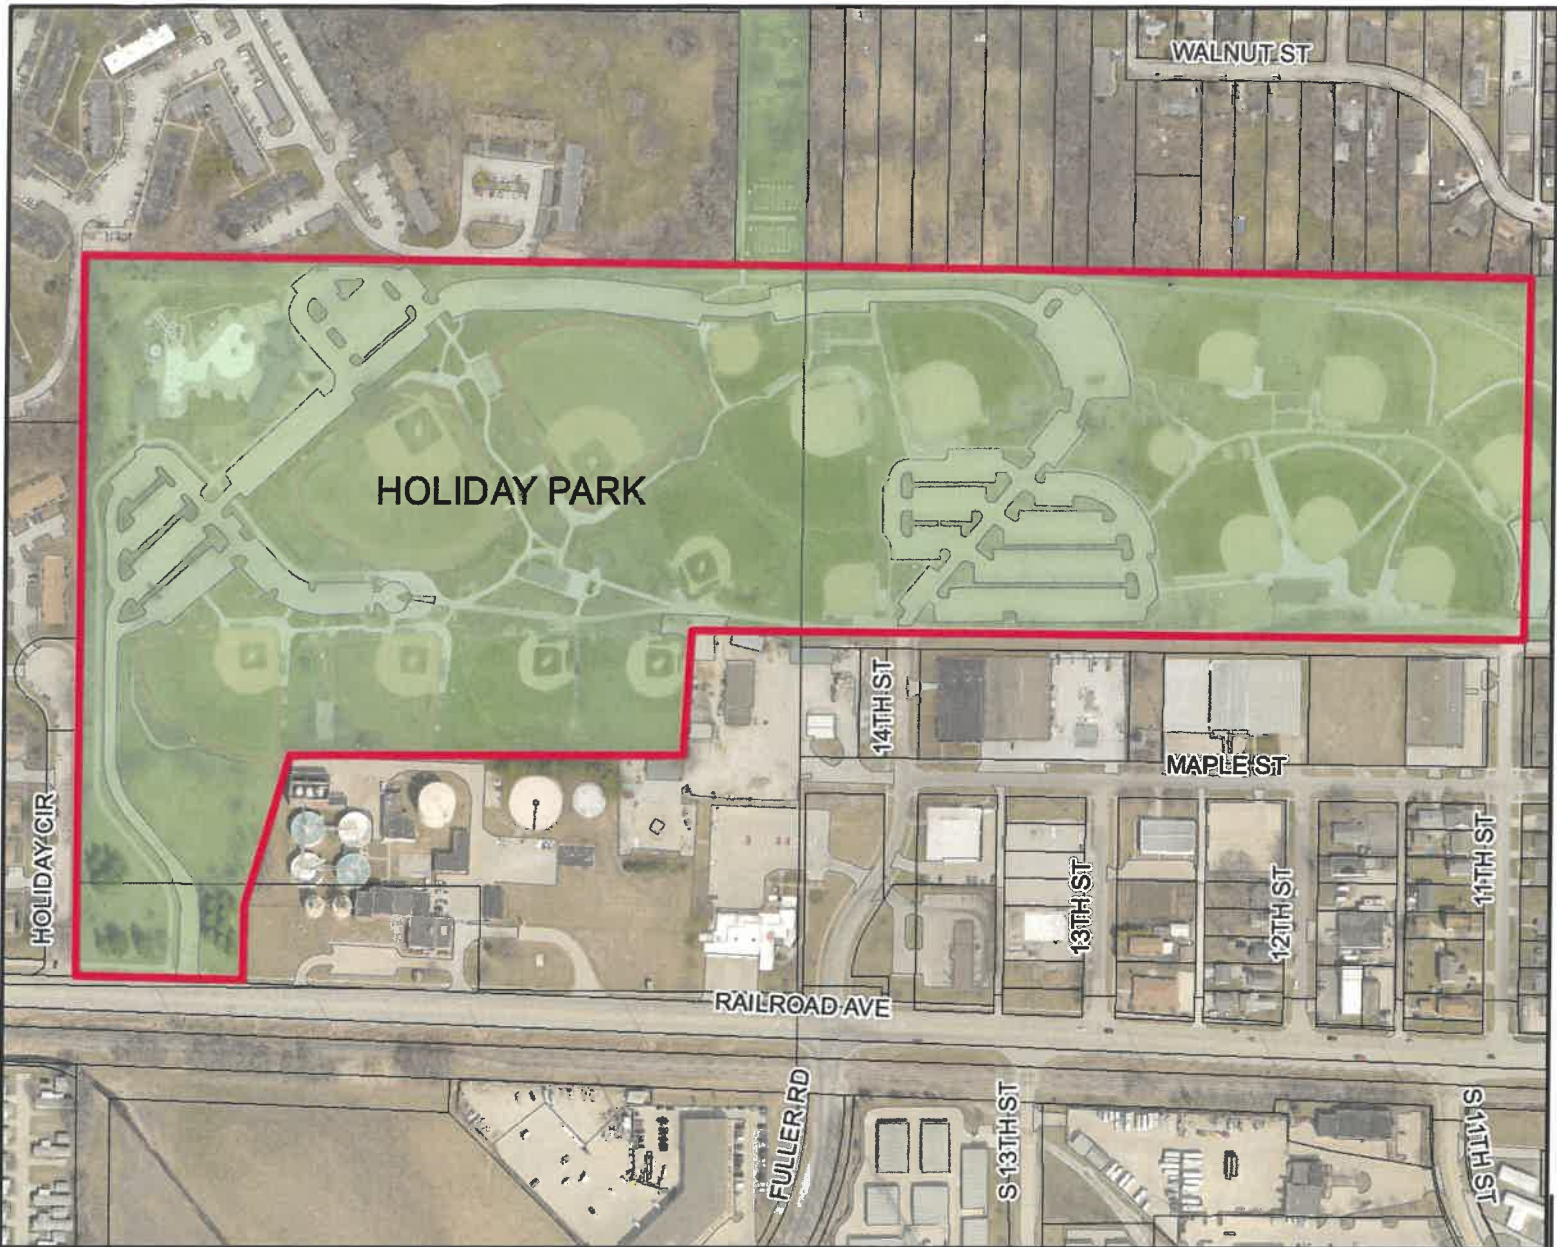 WALNUT ST
HOLIDAY PARK
14TH ST
MAPLE ST
HOLIDAY CIR
13TH ST
12TH ST
11TH ST
RAILROAD AVE
FULLER RD
S 13TH ST
S 11TH ST